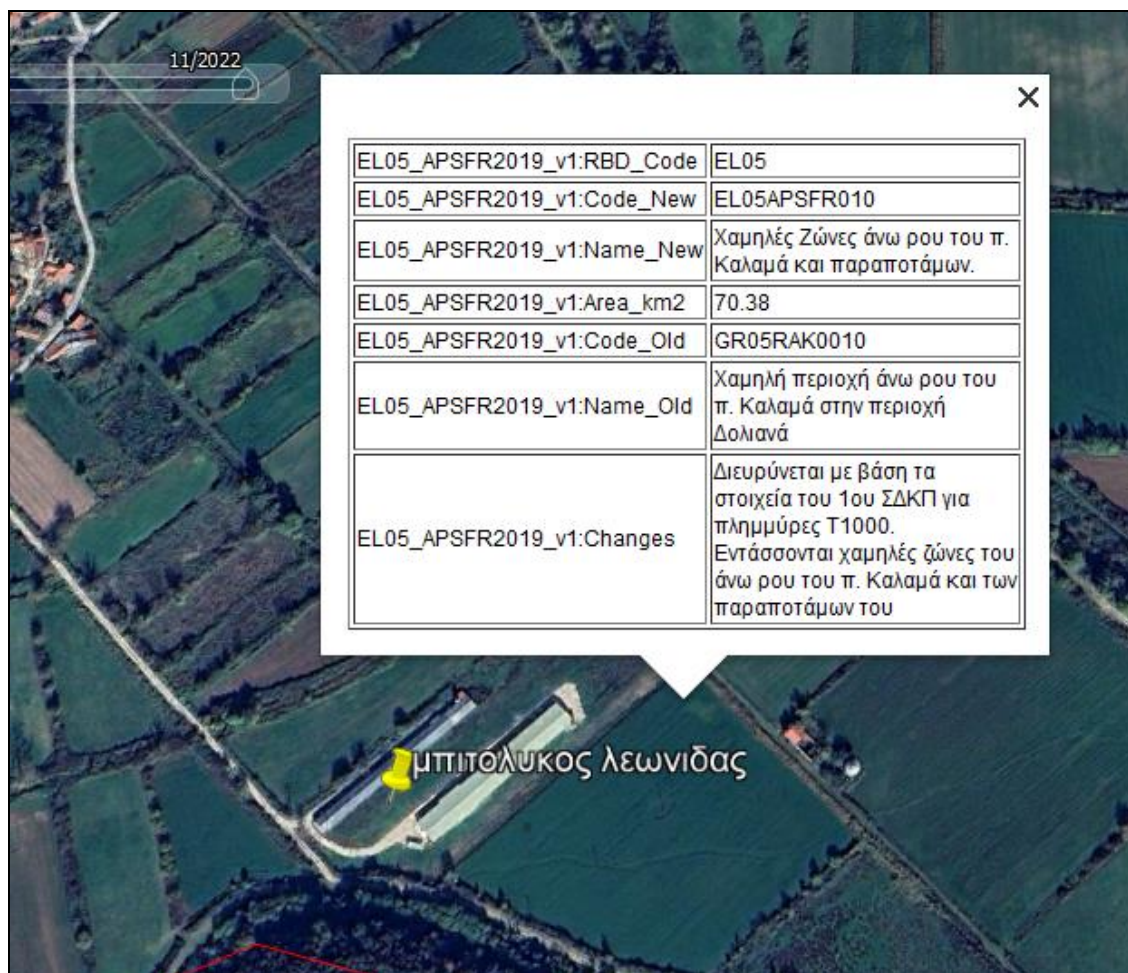 11/2022
EL05_APSFR2019_v1:RBD_Code EL05
EL05_APSFR2019_v1:Code_New EL05APSFR010
EL05_APSFR2019_v1:Name_New Χαμηλές Ζώνες άνω ρου του π.
Καλαμά και παραποτάμων.
EL05_APSFR2019_v1:Area_km2 70.38
EL05_APSFR2019_v1:Code_Old GR05RAK0010
EL05_APSFR2019_v1:Name_Old Χαμηλή περιοχή άνω ρου του
π. Καλαμά στην περιοχή
Δολιανά
EL05_APSFR2019_v1:Changes Διευρύνεται με βάση τα
στοιχεία του 1ου ΣΔΚΠ για
πλημμύρες Τ1000.
Εντάσσονται χαμηλές ζώνες του
άνω ρου του π. Καλαμά και των
παραποτάμων του
μπιτόλυκος λεωνιδας